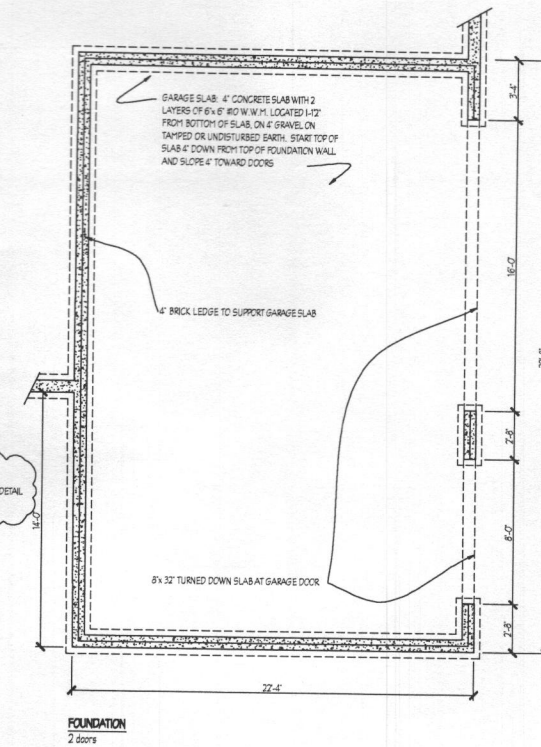 GARAGE SLAB: 4" CONCRETE SLAB WITH 2
LAYERS OF 6"x 6" #10 W.W.M. LOCATED 1-1/2"
FROM BOTTOM OF SLAB, ON 4" GRAVEL ON
TAMPED OR UNDISTURBED EARTH. START TOP OF
SLAB 4" DOWN FROM TOP OF FOUNDATION WALL
AND SLOPE 4" TOWARD DOORS
3'-4"
16'-0"
4" BRICK LEDGE TO SUPPORT GARAGE SLAB
2'-8"
DETAIL
14'-0"
8'-0"
8"x 32" TURNED DOWN SLAB AT GARAGE DOOR
2'-8"
22'-4"
FOUNDATION
2 doors